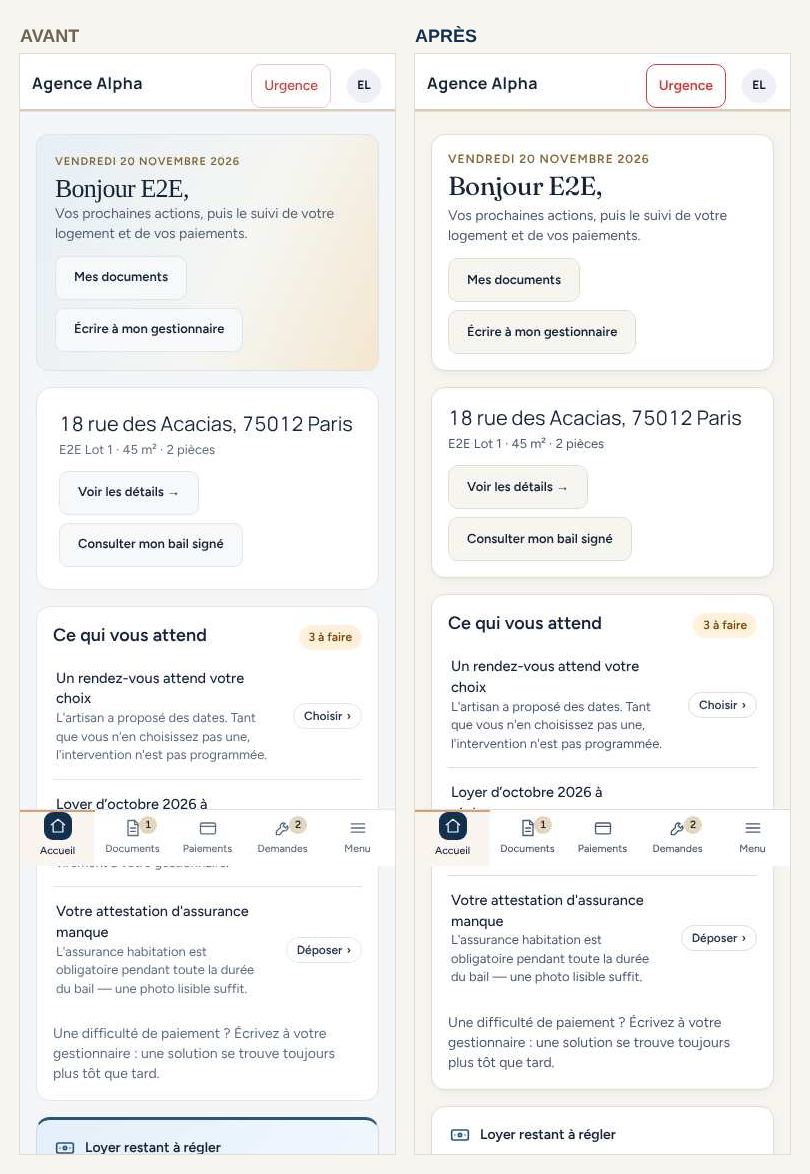 AVANT
Agence Alpha
Urgence
EL
VENDREDI 20 NOVEMBRE 2026
Bonjour E2E,
Vos prochaines actions, puis le suivi de votre
logement et de vos paiements.
Mes documents
Écrire à mon gestionnaire
18 rue des Acacias, 75012 Paris
E2E Lot 1 · 45 m² · 2 pièces
Voir les détails →
Consulter mon bail signé
Ce qui vous attend
3 à faire
Un rendez-vous attend votre
choix
L'artisan a proposé des dates. Tant
que vous n'en choisissez pas une,
l'intervention n'est pas programmée.
Choisir ›
Loyer d’octobre 2026 à
1
2
Accueil
Documents
Paiements
Demandes
Menu
Votre attestation d'assurance
manque
L'assurance habitation est
obligatoire pendant toute la durée
du bail — une photo lisible suffit.
Déposer ›
Une difficulté de paiement ? Écrivez à votre
gestionnaire : une solution se trouve toujours
plus tôt que tard.
Loyer restant à régler
APRÈS
Agence Alpha
Urgence
EL
VENDREDI 20 NOVEMBRE 2026
Bonjour E2E,
Vos prochaines actions, puis le suivi de votre
logement et de vos paiements.
Mes documents
Écrire à mon gestionnaire
18 rue des Acacias, 75012 Paris
E2E Lot 1 · 45 m² · 2 pièces
Voir les détails →
Consulter mon bail signé
Ce qui vous attend
3 à faire
Un rendez-vous attend votre
choix
L'artisan a proposé des dates. Tant
que vous n'en choisissez pas une,
l'intervention n'est pas programmée.
Choisir ›
Loyer d’octobre 2026 à
1
2
Accueil
Documents
Paiements
Demandes
Menu
Votre attestation d'assurance
manque
L'assurance habitation est
obligatoire pendant toute la durée
du bail — une photo lisible suffit.
Déposer ›
Une difficulté de paiement ? Écrivez à votre
gestionnaire : une solution se trouve toujours
plus tôt que tard.
Loyer restant à régler